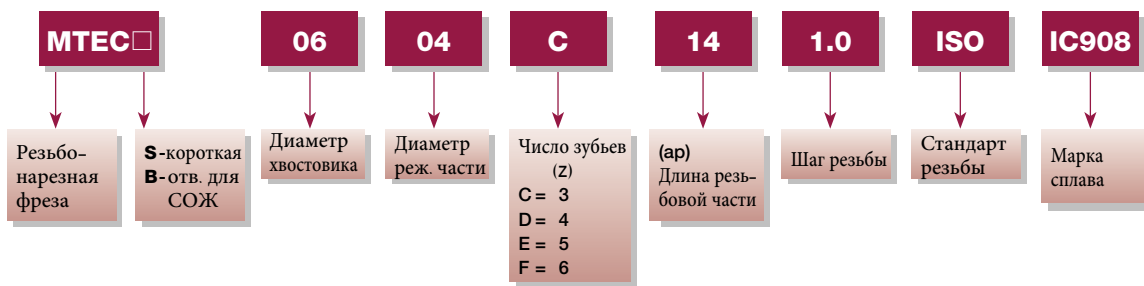 MTEC□ 06 04 C 14 1.0 ISO IC908
Резьбо-
нарезная
фреза
S-короткая
B-отв. для
СОЖ
Диаметр
хвостовика
Диаметр
реж. части
Число зубьев
(z)
C = 3
D = 4
E = 5
F = 6
(ap)
Длина резь-
бовой части
Шаг резьбы
Стандарт
резьбы
Марка
сплава